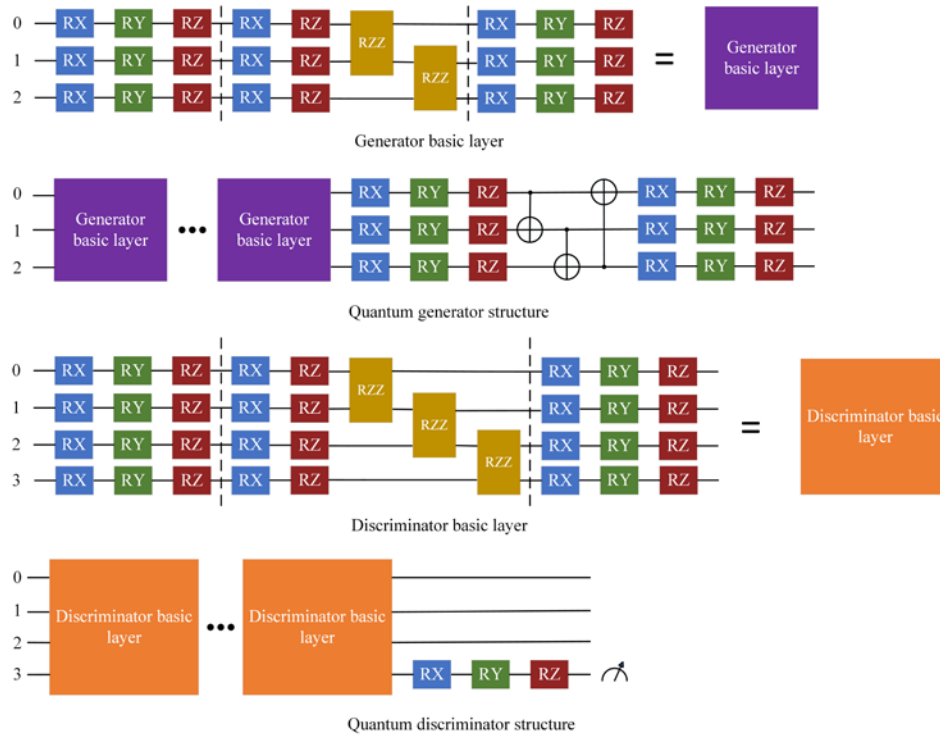 0 RX RY RZ RX RZ RZZ RX RY RZ
1 RX RY RZ RX RZ RZZ RX RY RZ = Generator basic layer
2 RX RY RZ RX RZ RX RY RZ
Generator basic layer
0 RX RY RZ RX RY RZ
1 Generator basic layer ••• Generator basic layer RX RY RZ RX RY RZ
2 RX RY RZ RX RY RZ
Quantum generator structure
0 RX RY RZ RX RZ RZZ RX RY RZ
1 RX RY RZ RX RZ RZZ RX RY RZ
2 RX RY RZ RX RZ RZZ RX RY RZ = Discriminator basic layer
3 RX RY RZ RX RZ RX RY RZ
Discriminator basic layer
0
1 Discriminator basic layer ••• Discriminator basic layer
2
3 RX RY RZ
Quantum discriminator structure